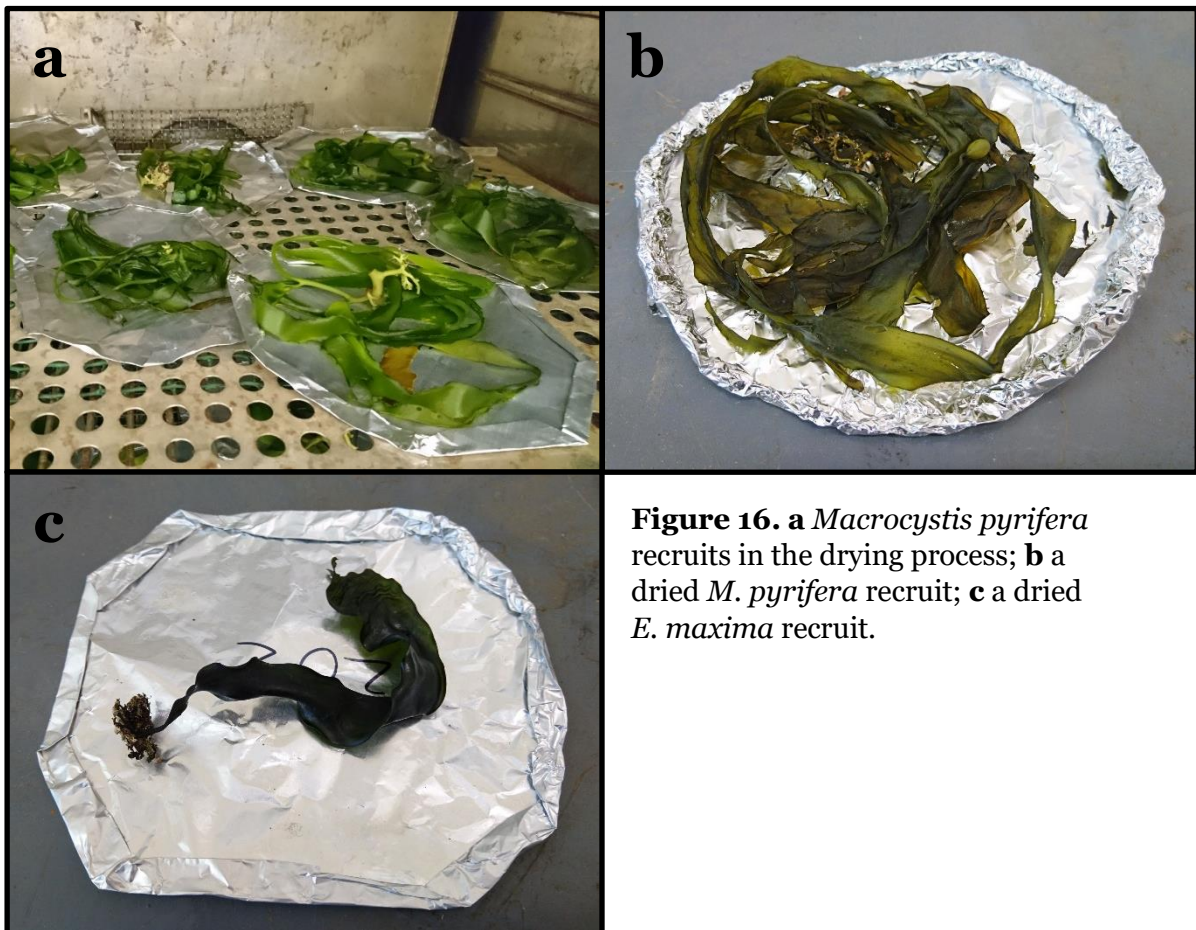 a
b
c
Figure 16. a Macrocystis pyrifera
recruits in the drying process; b a
dried M. pyrifera recruit; c a dried
E. maxima recruit.